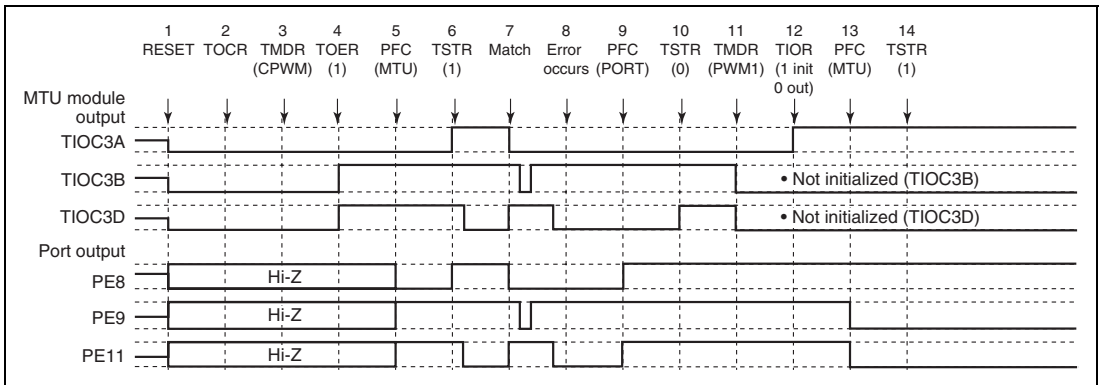 1 2 3 4 5 6 7 8 9 10 11 12 13 14
RESET TOCR TMDR TOER PFC TSTR Match Error PFC TSTR TMDR TIOR PFC TSTR
(CPWM) (1) (MTU) (1) occurs (PORT) (0) (PWM1) (1 init (MTU) (1)
0 out)
MTU module
output
TIOC3A
TIOC3B
• Not initialized (TIOC3B)
TIOC3D
• Not initialized (TIOC3D)
Port output
PE8
Hi-Z
PE9
Hi-Z
PE11
Hi-Z